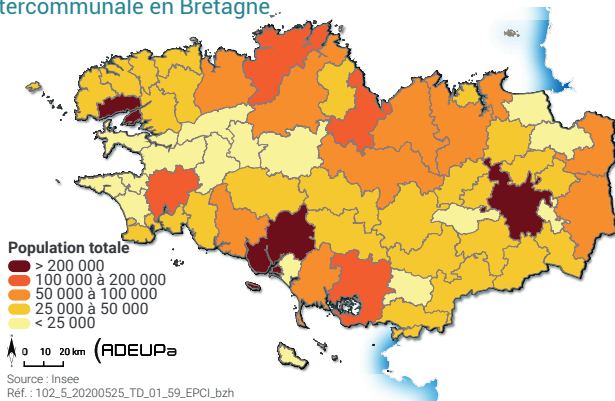 tercommunale en Bretagne
Population totale
> 200 000
100 000 à 200 000
50 000 à 100 000
25 000 à 50 000
< 25 000
0 10 20 km
ADEUPa
Source : Insee
Réf. : 102_5_20200525_TD_01_59_EPCI_bzh